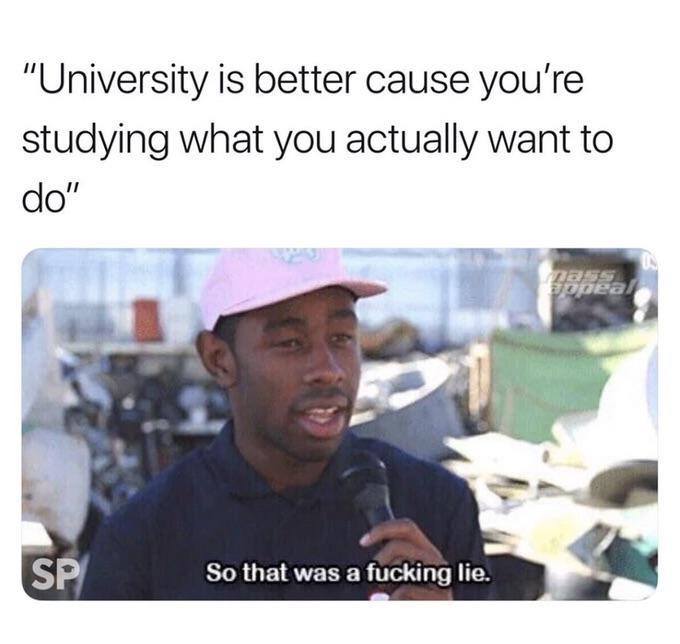 "University is better cause you're
studying what you actually want to
do"
mass
appeal
SP
So that was a fucking lie.